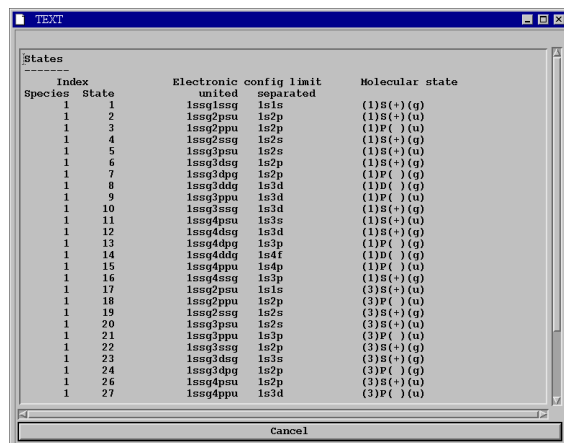 TEXT
States
-------
Index Electronic config limit Molecular state
Species State united separated
1 1 1ssg1ssg 1s1s (1)S(+)(g)
1 2 1ssg2psu 1s2p (1)S(+)(u)
1 3 1ssg2ppu 1s2p (1)P( )(u)
1 4 1ssg2ssg 1s2s (1)S(+)(g)
1 5 1ssg3psu 1s2s (1)S(+)(u)
1 6 1ssg3dsg 1s2p (1)S(+)(g)
1 7 1ssg3dpg 1s2p (1)P( )(g)
1 8 1ssg3ddg 1s3d (1)D( )(g)
1 9 1ssg3ppu 1s3d (1)P( )(u)
1 10 1ssg3ssg 1s3d (1)S(+)(g)
1 11 1ssg4psu 1s3s (1)S(+)(u)
1 12 1ssg4dsg 1s3d (1)S(+)(g)
1 13 1ssg4dpg 1s3p (1)P( )(g)
1 14 1ssg4ddg 1s4f (1)D( )(g)
1 15 1ssg4ppu 1s4p (1)P( )(u)
1 16 1ssg4ssg 1s3p (1)S(+)(g)
1 17 1ssg2psu 1s1s (3)S(+)(u)
1 18 1ssg2ppu 1s2p (3)P( )(u)
1 19 1ssg2ssg 1s2s (3)S(+)(g)
1 20 1ssg3psu 1s2s (3)S(+)(u)
1 21 1ssg3ppu 1s3p (3)P( )(u)
1 22 1ssg3ssg 1s2p (3)S(+)(g)
1 23 1ssg3dsg 1s3s (3)S(+)(g)
1 24 1ssg3dpg 1s2p (3)P( )(g)
1 26 1ssg4psu 1s2p (3)S(+)(u)
1 27 1ssg4ppu 1s3d (3)P( )(u)
Cancel